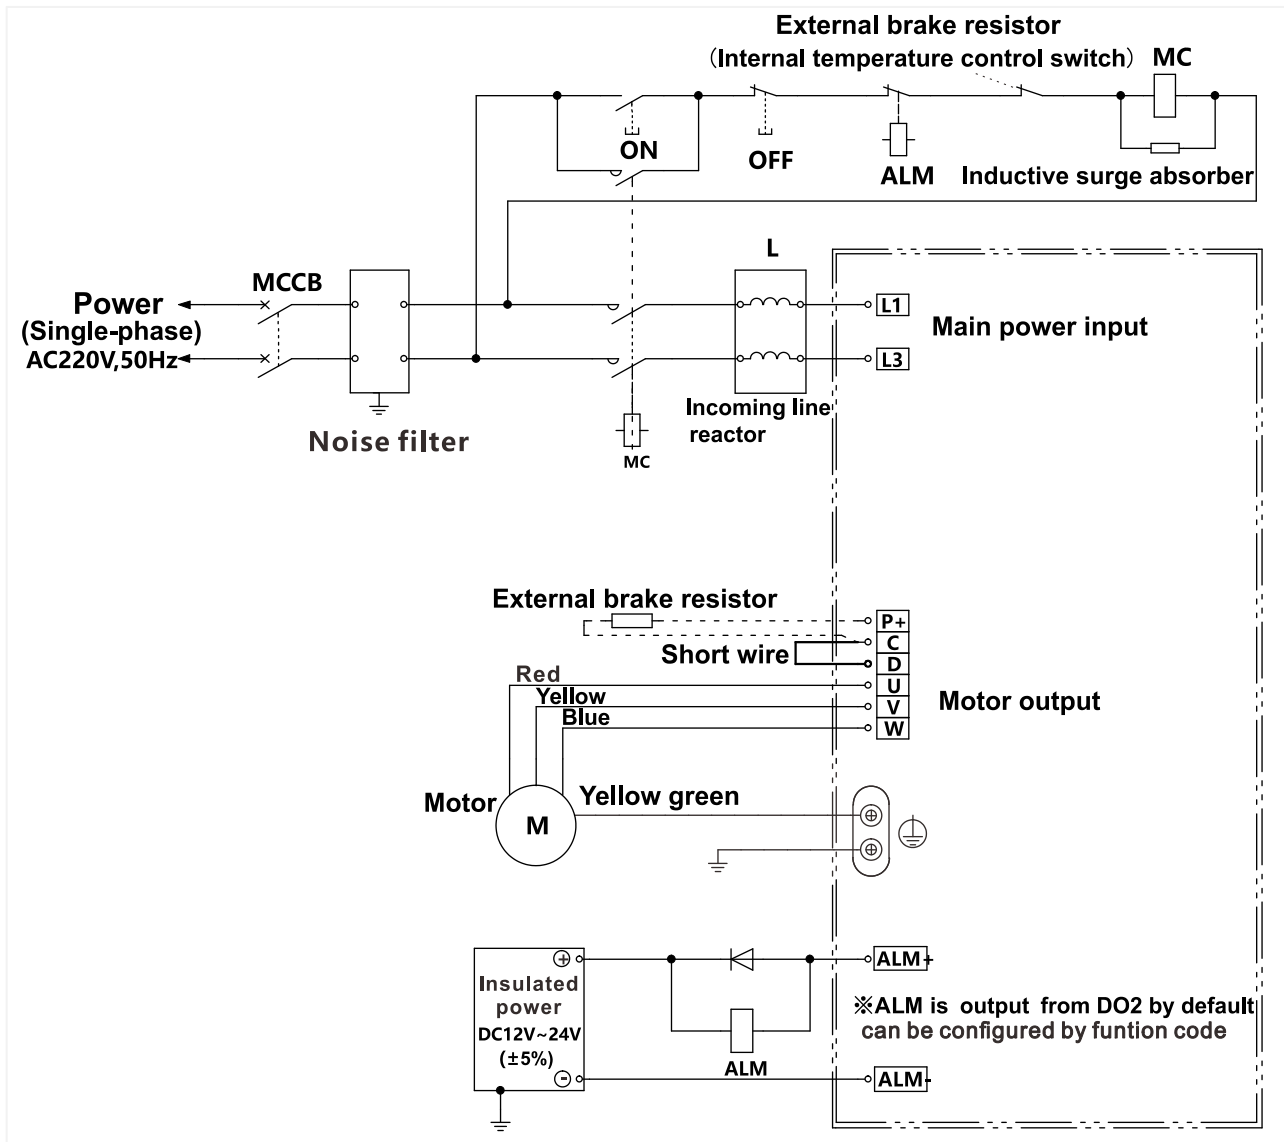 External brake resistor
(Internal temperature control switch) MC
ON
OFF
ALM
Inductive surge absorber
L
MCCB
Power
(Single-phase)
AC220V,50Hz
L1
Main power input
L3
Incoming line
reactor
Noise filter
MC
External brake resistor
P+
C
Short wire
D
Red
U
Yellow
V
Motor output
Blue
W
Motor
M
Yellow green
+
ALM+
Insulated
power
DC12V~24V
(±5%)
※ALM is output from DO2 by default
can be configured by funtion code
ALM
-
ALM-